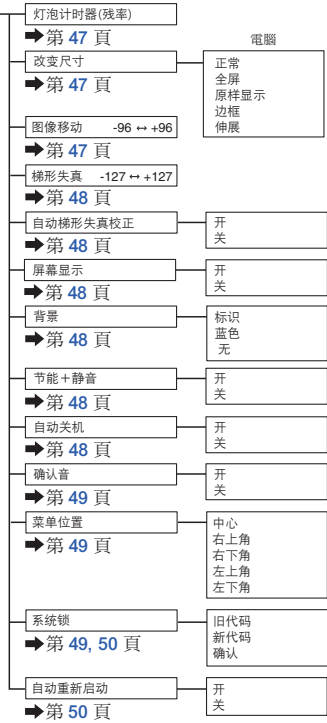 灯泡计时器(残率)
➡第 47 頁
電腦
改变尺寸
➡第 47 頁
正常
全屏
原样显示
边框
伸展
图像移动 -96 ↔ +96
➡第 47 頁
梯形失真 -127 ↔ +127
➡第 48 頁
自动梯形失真校正
➡第 48 頁
开
关
屏幕显示
➡第 48 頁
开
关
背景
➡第 48 頁
标识
蓝色
无
节能＋静音
➡第 48 頁
开
关
自动关机
➡第 48 頁
开
关
确认音
➡第 49 頁
开
关
菜单位置
➡第 49 頁
中心
右上角
右下角
左上角
左下角
系统锁
➡第 49, 50 頁
旧代码
新代码
确认
自动重新启动
➡第 50 頁
开
关